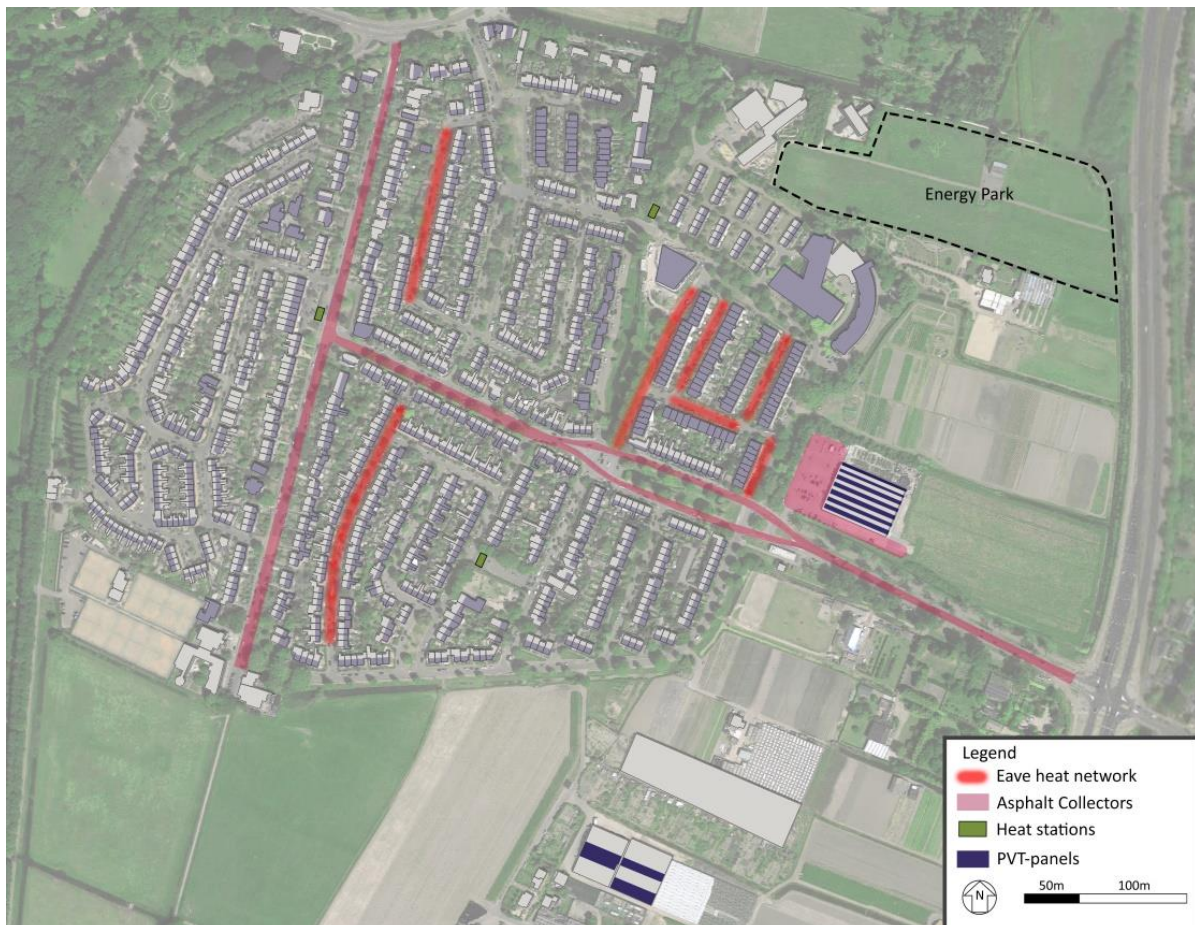 Energy Park
Legend
Eave heat network
Asphalt Collectors
Heat stations
PVT-panels
N
50m 100m